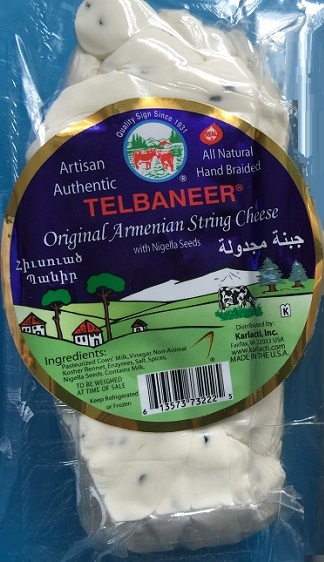 Quality Sign Since 1931
Artisan
Authentic
All Natural
Hand Braided
TELBANEER®
Original Armenian String Cheese
with Nigella Seeds
Հիւսուած
Պանիր
جبنة مجدولة
K
Ingredients:
Pasteurized Cows' Milk, Vinegar, Non-Animal
Kosher Rennet, Enzymes, Salt, Spices,
Nigella Seeds. Contains Milk.
TO BE WEIGHED
AT TIME OF SALE
Keep Refrigerated
or Frozen
Distributed by:
Karlacti, Inc.
Fairfax, VA 22033 USA
www.karlacti.com
MADE IN THE U.S.A.
6 13573 73222 5